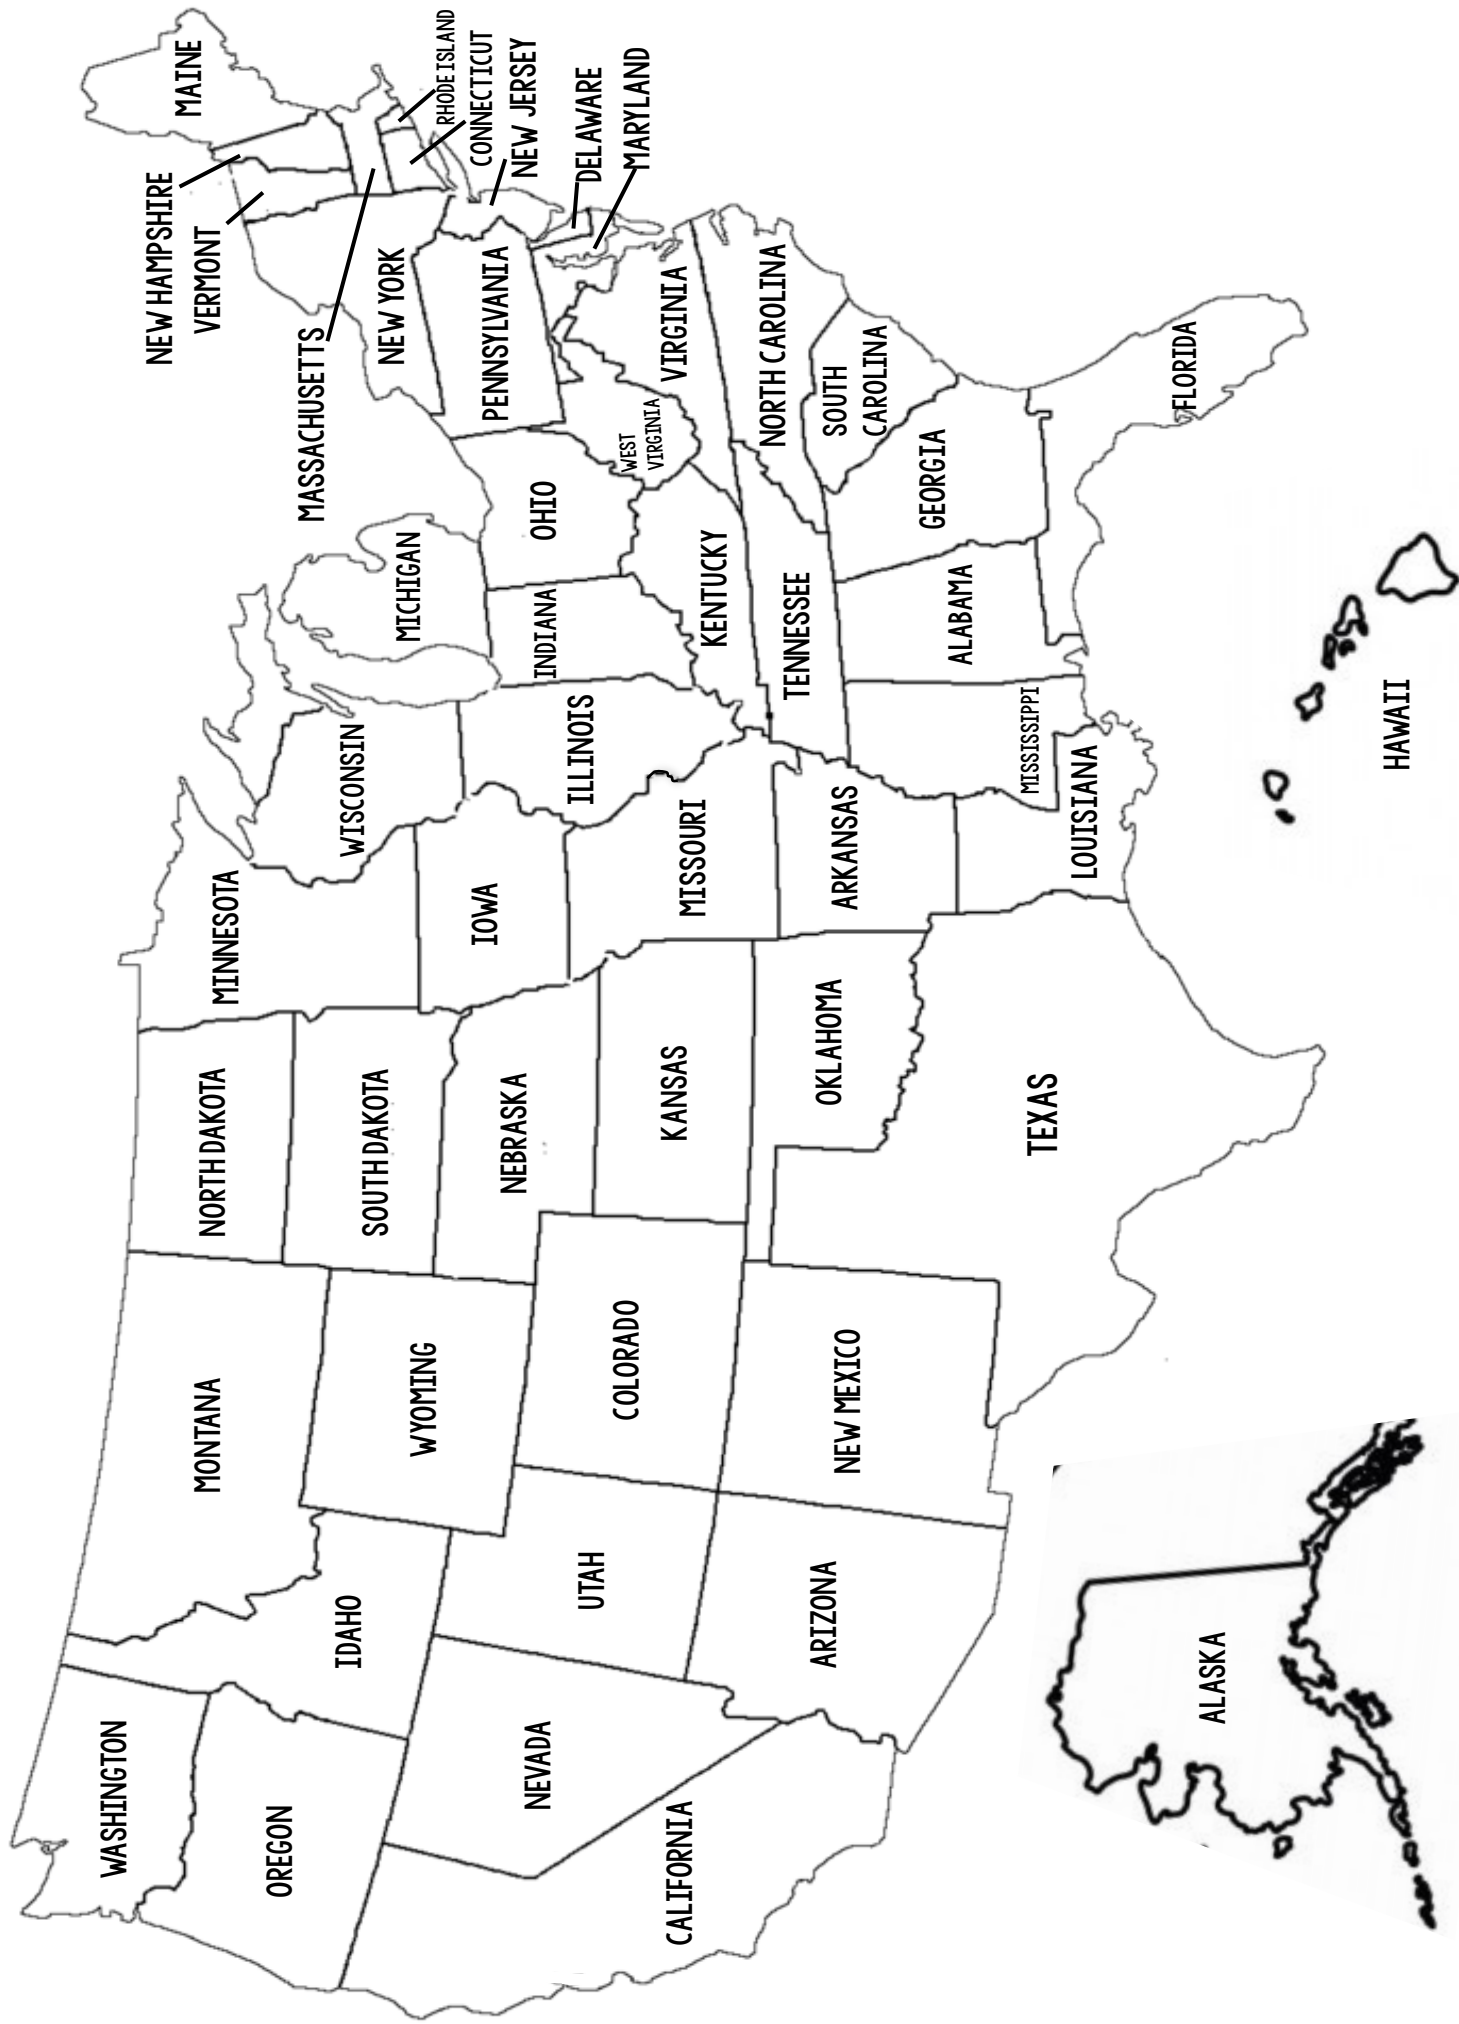 WASHINGTON
OREGON
CALIFORNIA
NEVADA
IDAHO
MONTANA
WYOMING
UTAH
ARIZONA
COLORADO
NEW MEXICO
NORTH DAKOTA
SOUTH DAKOTA
NEBRASKA
KANSAS
OKLAHOMA
TEXAS
MINNESOTA
IOWA
MISSOURI
ARKANSAS
LOUISIANA
WISCONSIN
ILLINOIS
MISSISSIPPI
MICHIGAN
INDIANA
KENTUCKY
TENNESSEE
ALABAMA
OHIO
WEST
VIRGINIA
VIRGINIA
NORTH CAROLINA
SOUTH
CAROLINA
GEORGIA
FLORIDA
PENNSYLVANIA
NEW YORK
MASSACHUSETTS
VERMONT
NEW HAMPSHIRE
MAINE
RHODE ISLAND
CONNECTICUT
NEW JERSEY
DELAWARE
MARYLAND
ALASKA
HAWAII